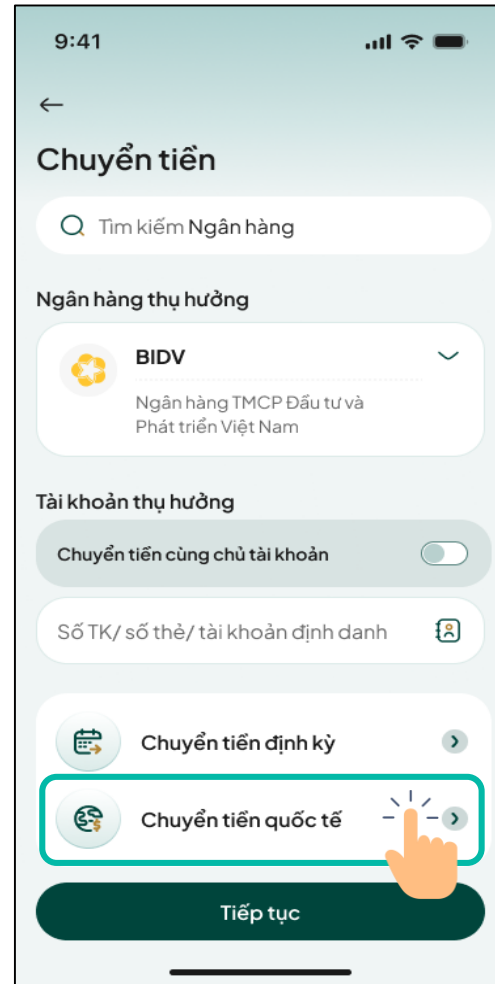 9:41
Chuyển tiền
Tìm kiếm Ngân hàng
Ngân hàng thụ hưởng
BIDV
Ngân hàng TMCP Đầu tư và
Phát triển Việt Nam
Tài khoản thụ hưởng
Chuyển tiền cùng chủ tài khoản
Số TK/ số thẻ/ tài khoản định danh
Chuyển tiền định kỳ
Chuyển tiền quốc tế
Tiếp tục